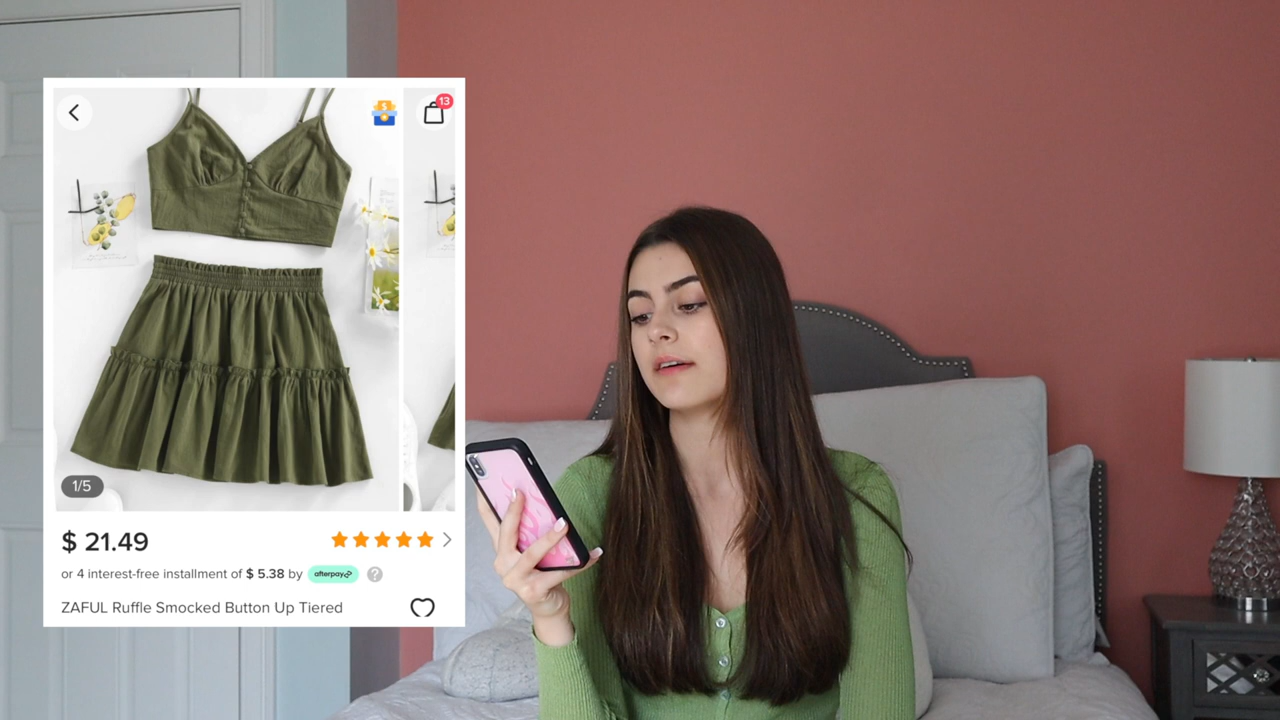 13
1/5
$ 21.49
or 4 interest-free installment of $ 5.38 by afterpay ?
ZAFUL Ruffle Smocked Button Up Tiered